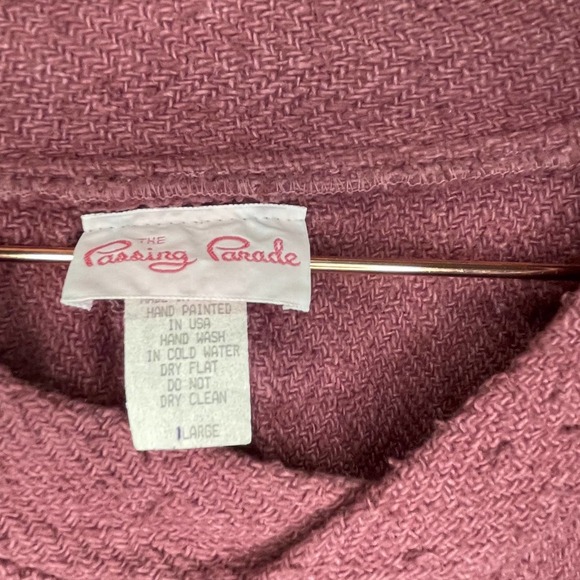 THE
Passing Parade
HAND PAINTED
IN USA
HAND WASH
IN COLD WATER
DRY FLAT
DO NOT
DRY CLEAN
LARGE